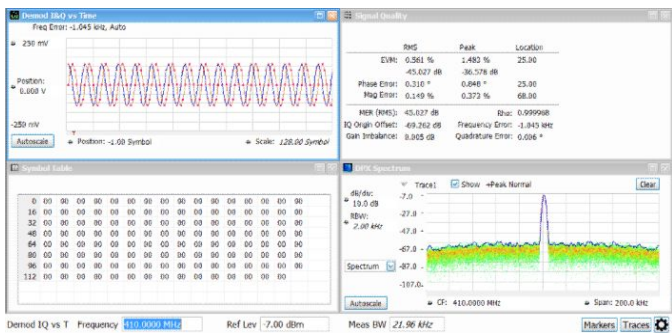 Demod I&Q vs Time
Freq Error: -1.045 kHz, Auto
250 mV
Position:
0.000 V
-250 mV
Autoscale
Position: -1.00 Symbol
Scale: 128.00 Symbol
Signal Quality
RMS Peak Location
EVM: 0.561 % 1.483 % 25.00
-45.027 dB -36.578 dB
Phase Error: 0.310 ° 0.848 ° 25.00
Mag Error: 0.149 % 0.373 % 68.00
MER (RMS): 45.027 dB Rho: 0.999968
IQ Origin Offset: -69.262 dB Frequency Error: -1.045 kHz
Gain Imbalance: 0.005 dB Quadrature Error: 0.006 °
Symbol Table
0 00 00 00 00 00 00 00 00 00 00 00 00 00 00 00 00
16 00 00 00 00 00 00 00 00 00 00 00 00 00 00 00 00
32 00 00 00 00 00 00 00 00 00 00 00 00 00 00 00 00
48 00 00 00 00 00 00 00 00 00 00 00 00 00 00 00 00
64 00 00 00 00 00 00 00 00 00 00 00 00 00 00 00 00
80 00 00 00 00 00 00 00 00 00 00 00 00 00 00 00 00
96 00 00 00 00 00 00 00 00 00 00 00 00 00 00 00 00
112 00 00 00 00 00 00 00 00 00 00 00 00 00 00 00
DPX Spectrum
dB/div:
10.0 dB
RBW:
2.00 kHz
Trace1 Show +Peak Normal
Clear
-7.0
-27.0
-47.0
-67.0
-87.0
-107.0
Spectrum
Autoscale
CF: 410.0000 MHz
Span: 200.0 kHz
Demod IQ vs T Frequency 410.0000 MHz Ref Lev -7.00 dBm Meas BW 21.96 kHz Markers Traces